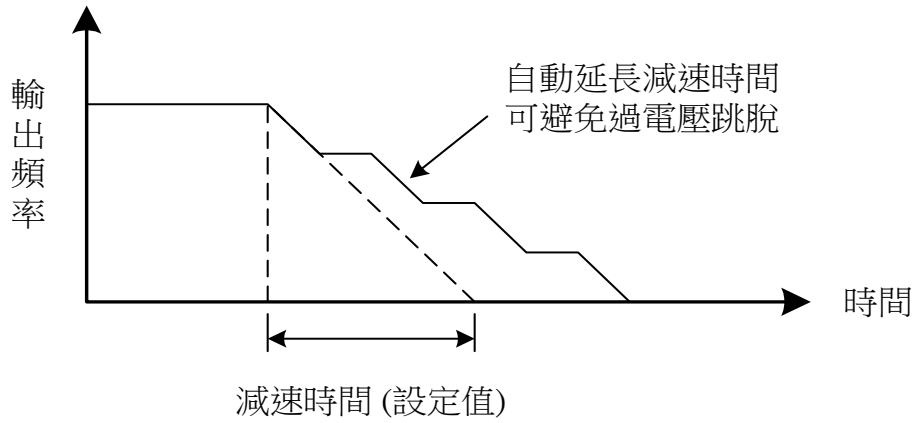 輸出頻率
自動延長減速時間
可避免過電壓跳脫
時間
減速時間 (設定值)